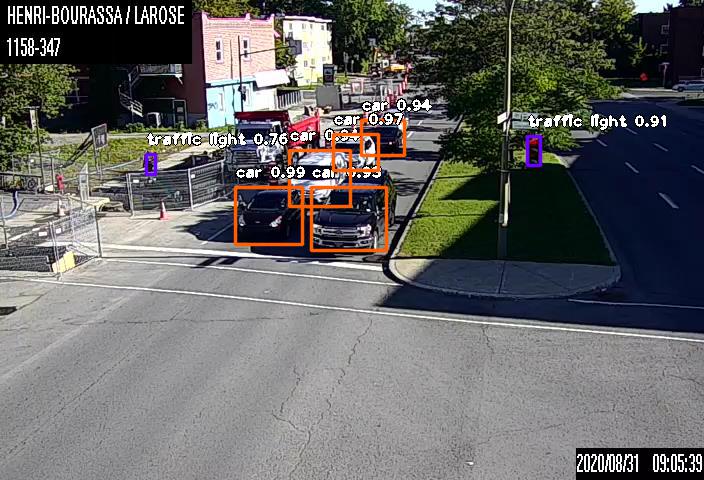 HENRI-BOURASSA / LAROSE
1158-347
car 0.94
car 0.97
traffic light 0.91
traffic light 0.76
car 0.99
2020/08/31 09:05:39